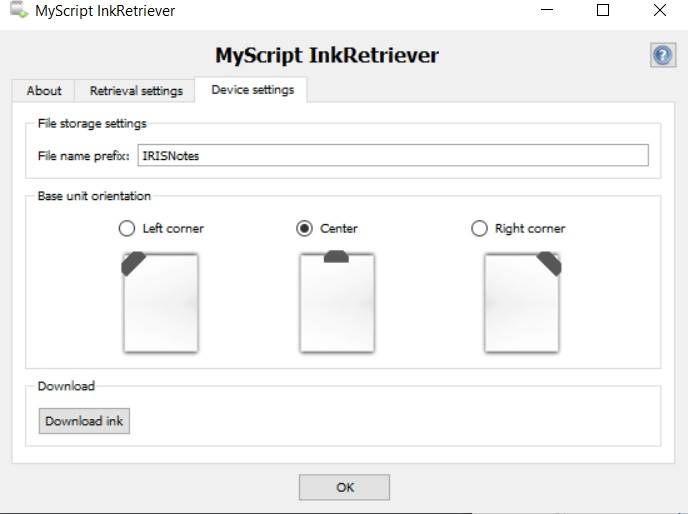 MyScript InkRetriever
MyScript InkRetriever
About Retrieval settings Device settings
File storage settings
File name prefix: IRISNotes
Base unit orientation
Left corner Center Right corner
Download
Download ink
OK